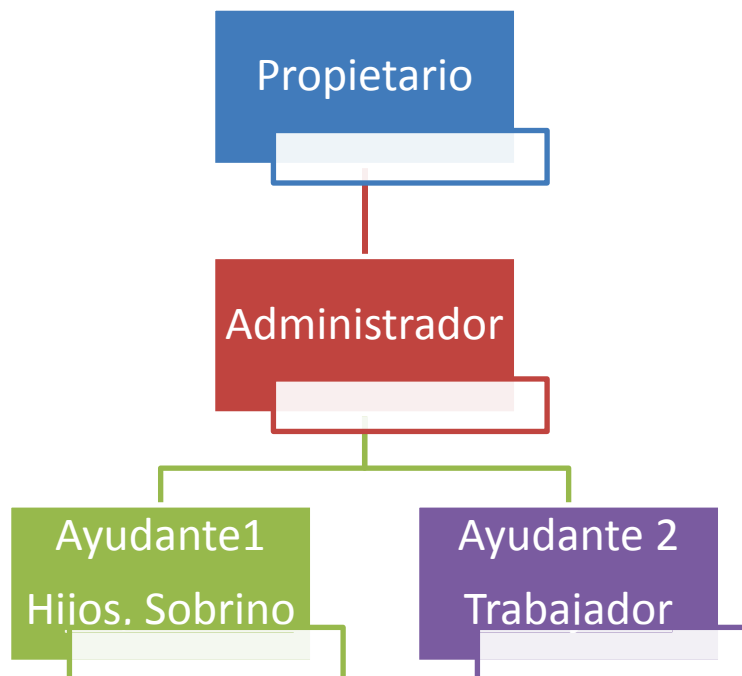 Propietario
Administrador
Ayudante1
Hijos. Sobrino
Ayudante 2
Trabajador